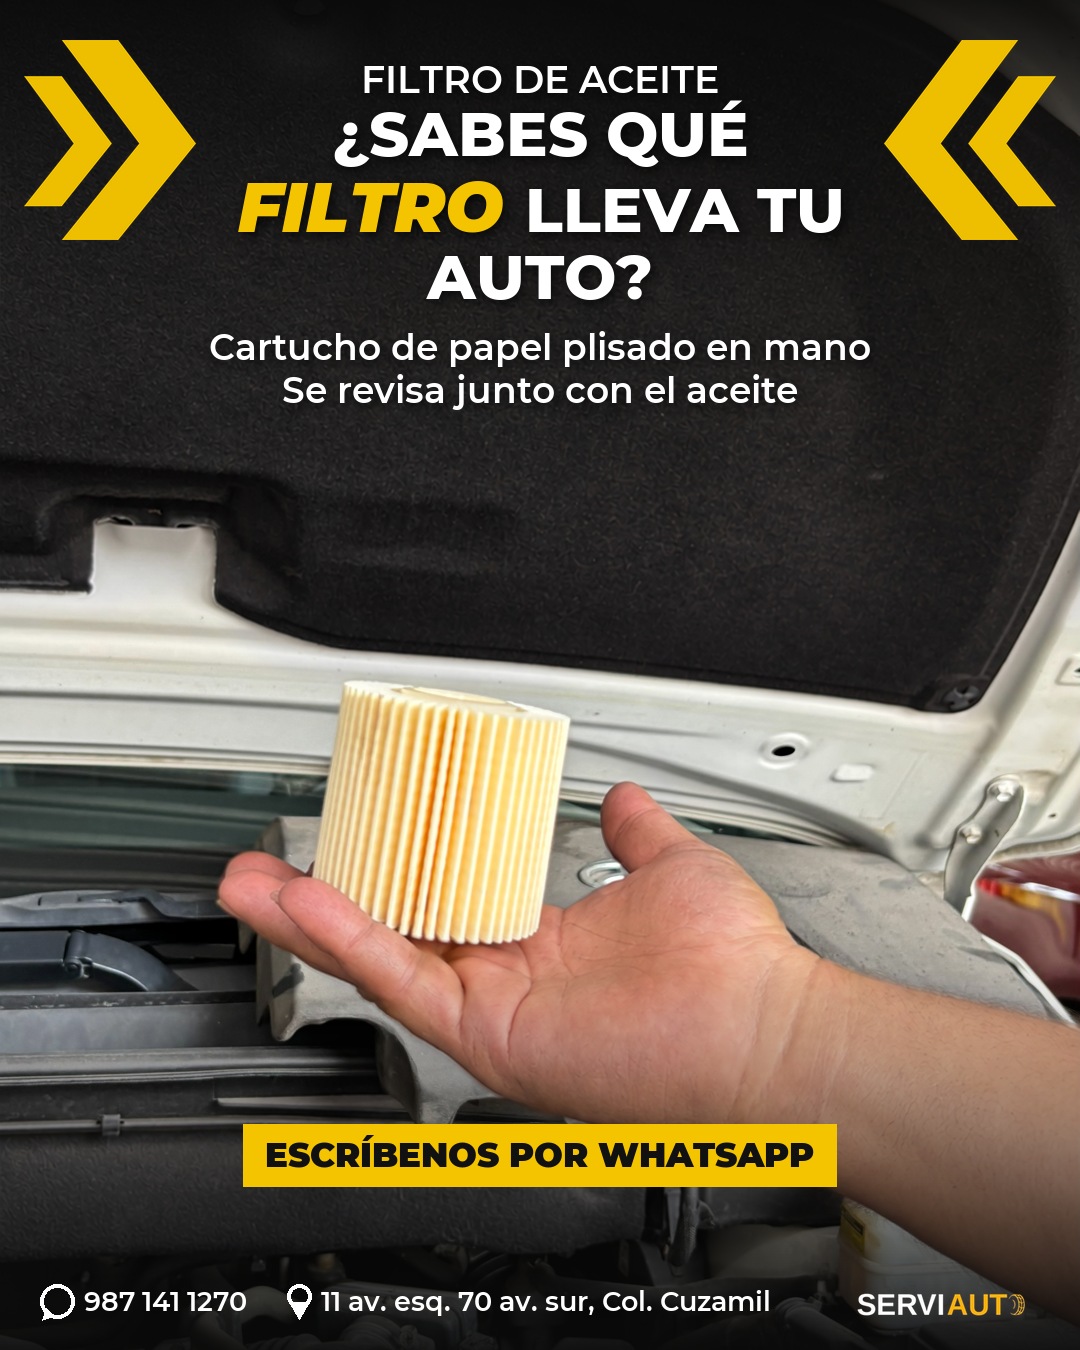 FILTRO DE ACEITE
¿SABES QUÉ
FILTRO LLEVA TU
AUTO?
Cartucho de papel plisado en mano
Se revisa junto con el aceite
ESCRÍBENOS POR WHATSAPP
987 141 1270
11 av. esq. 70 av. sur, Col. Cuzamil
SERVIAUTO